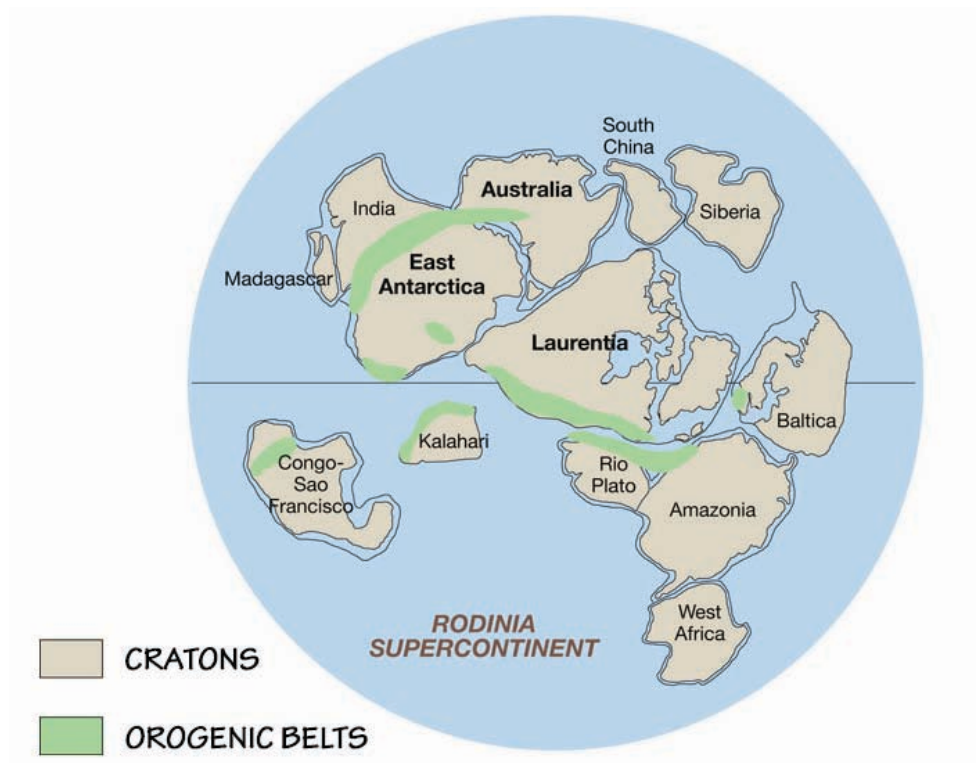 South
China
Australia
Siberia
India
East
Antarctica
Madagascar
Laurentia
Baltica
Kalahari
Congo-
Sao
Francisco
Rio
Plato
Amazonia
West
Africa
RODINIA
SUPERCONTINENT
CRATONS
OROGENIC BELTS